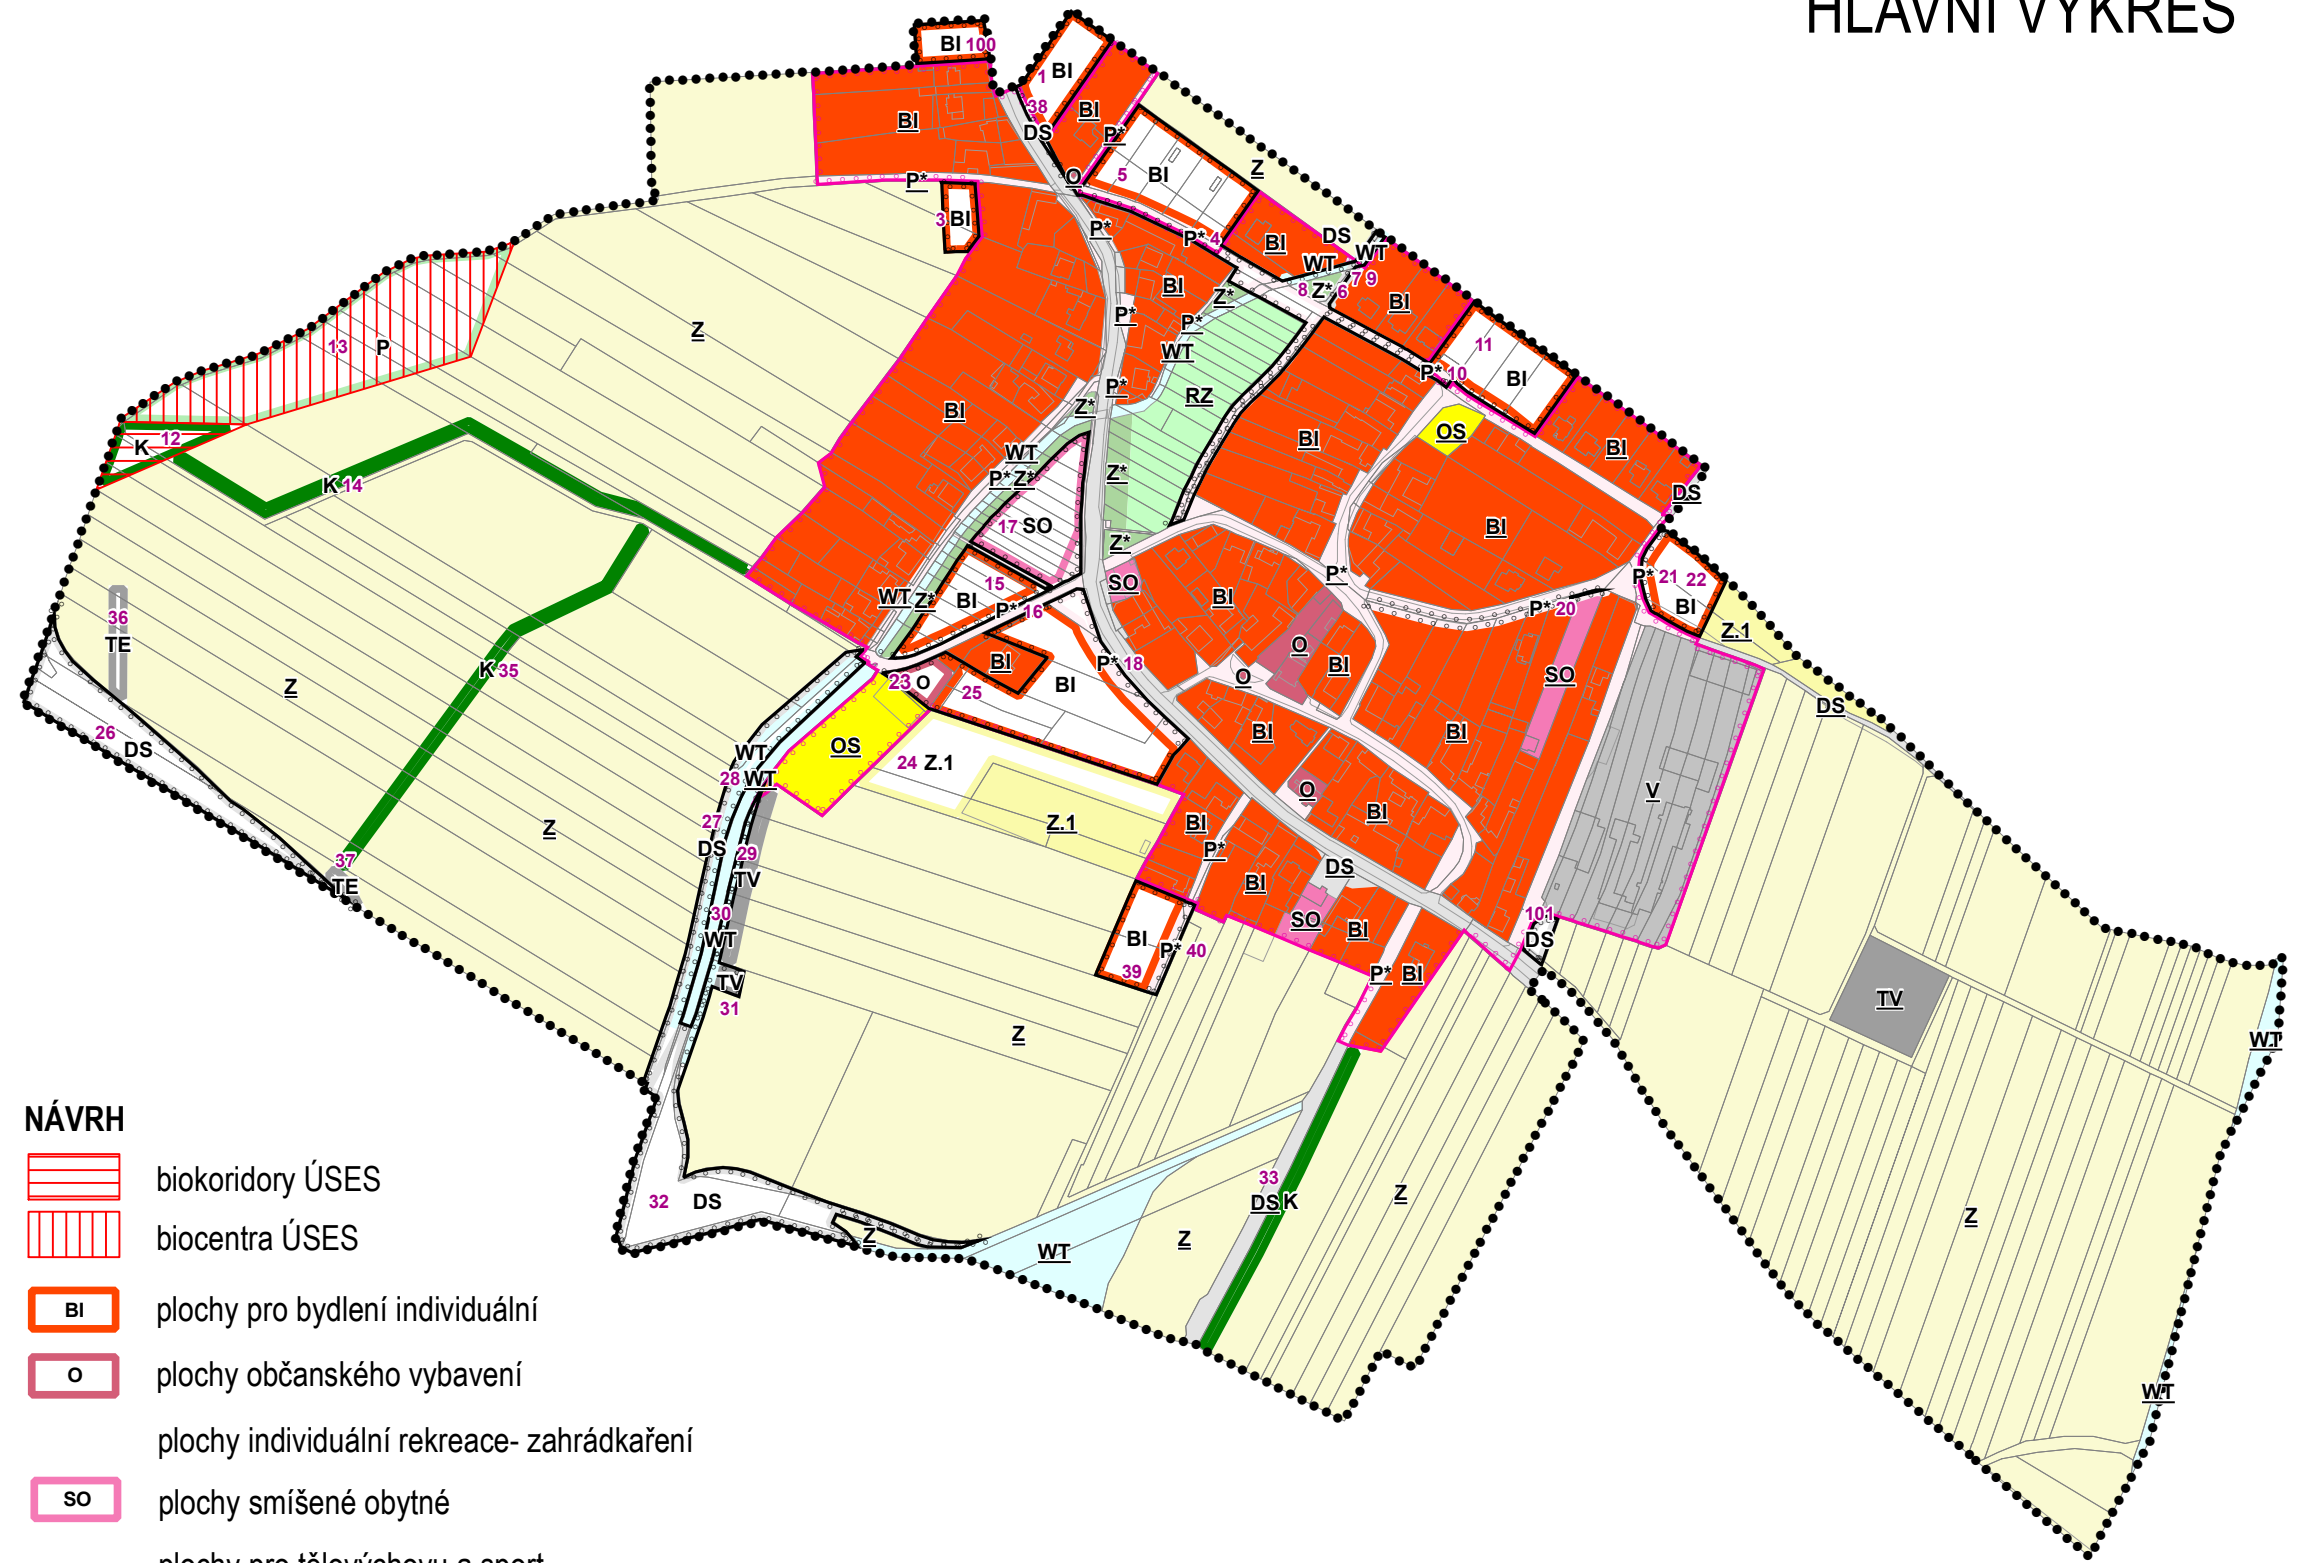 HLAVNÍ VÝKRES
BI 100
1 BI
38
DS
BI
BI
P*
5
BI
Z
O
P*
3 BI
P*
P* 4
BI
DS
WT
WT
7 9
8 Z* 6
BI
BI
Z*
P*
P*
WT
11
BI
P* 10
13
P
Z
P*
Z*
RZ
BI
BI
OS
BI
12
K
K 14
WT
P* Z*
Z*
17 SO
BI
DS
Z*
15
BI
WT Z*
P* 16
SO
BI
P*
P* 21 22
BI
P* 20
Z.1
36
TE
K 35
Z
O
BI
BI
P* 18
BI
23 O
25
O
SO
DS
26
DS
OS
WT
28 WT
24 Z.1
BI
BI
V
27
DS
29
TV
Z
Z.1
O
BI
BI
P*
DS
37
TE
30
WT
BI
SO
BI
101
DS
BI
P* 40
39
TV
31
P* BI
TV
Z
WT
33
DS K
Z
Z
32 DS
Z
WT
Z
WT
NÁVRH
biokoridory ÚSES
biocentra ÚSES
BI plochy pro bydlení individuální
O plochy občanského vybavení
plochy individuální rekreace- zahrádkaření
SO plochy smíšené obytné
plochy pro tělovýchovu a sport